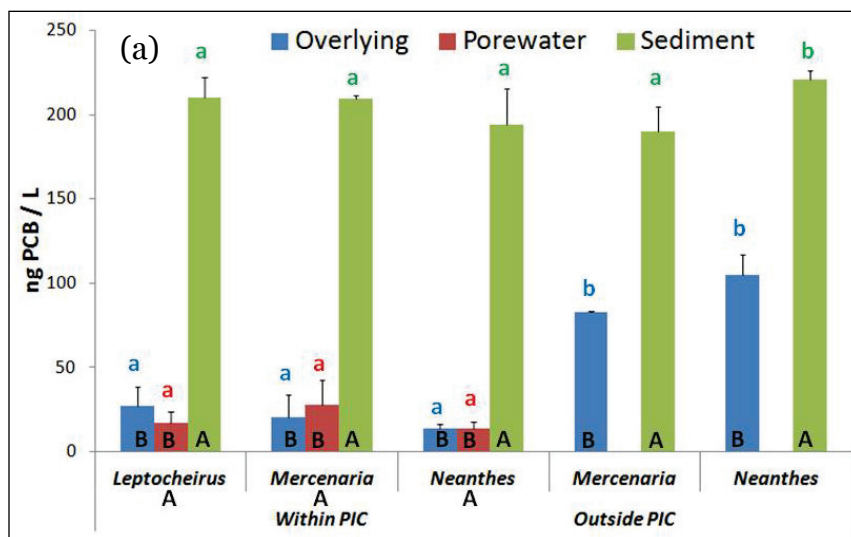 (a) Overlying Porewater Sediment
ng PCB / L
250
200
150
100
50
0
a a a a b
b
b
a a a a a a
B B A B B A B B A B A B A
Leptocheirus Mercenaria Neanthes Mercenaria Neanthes
A A A
Within PIC Outside PIC